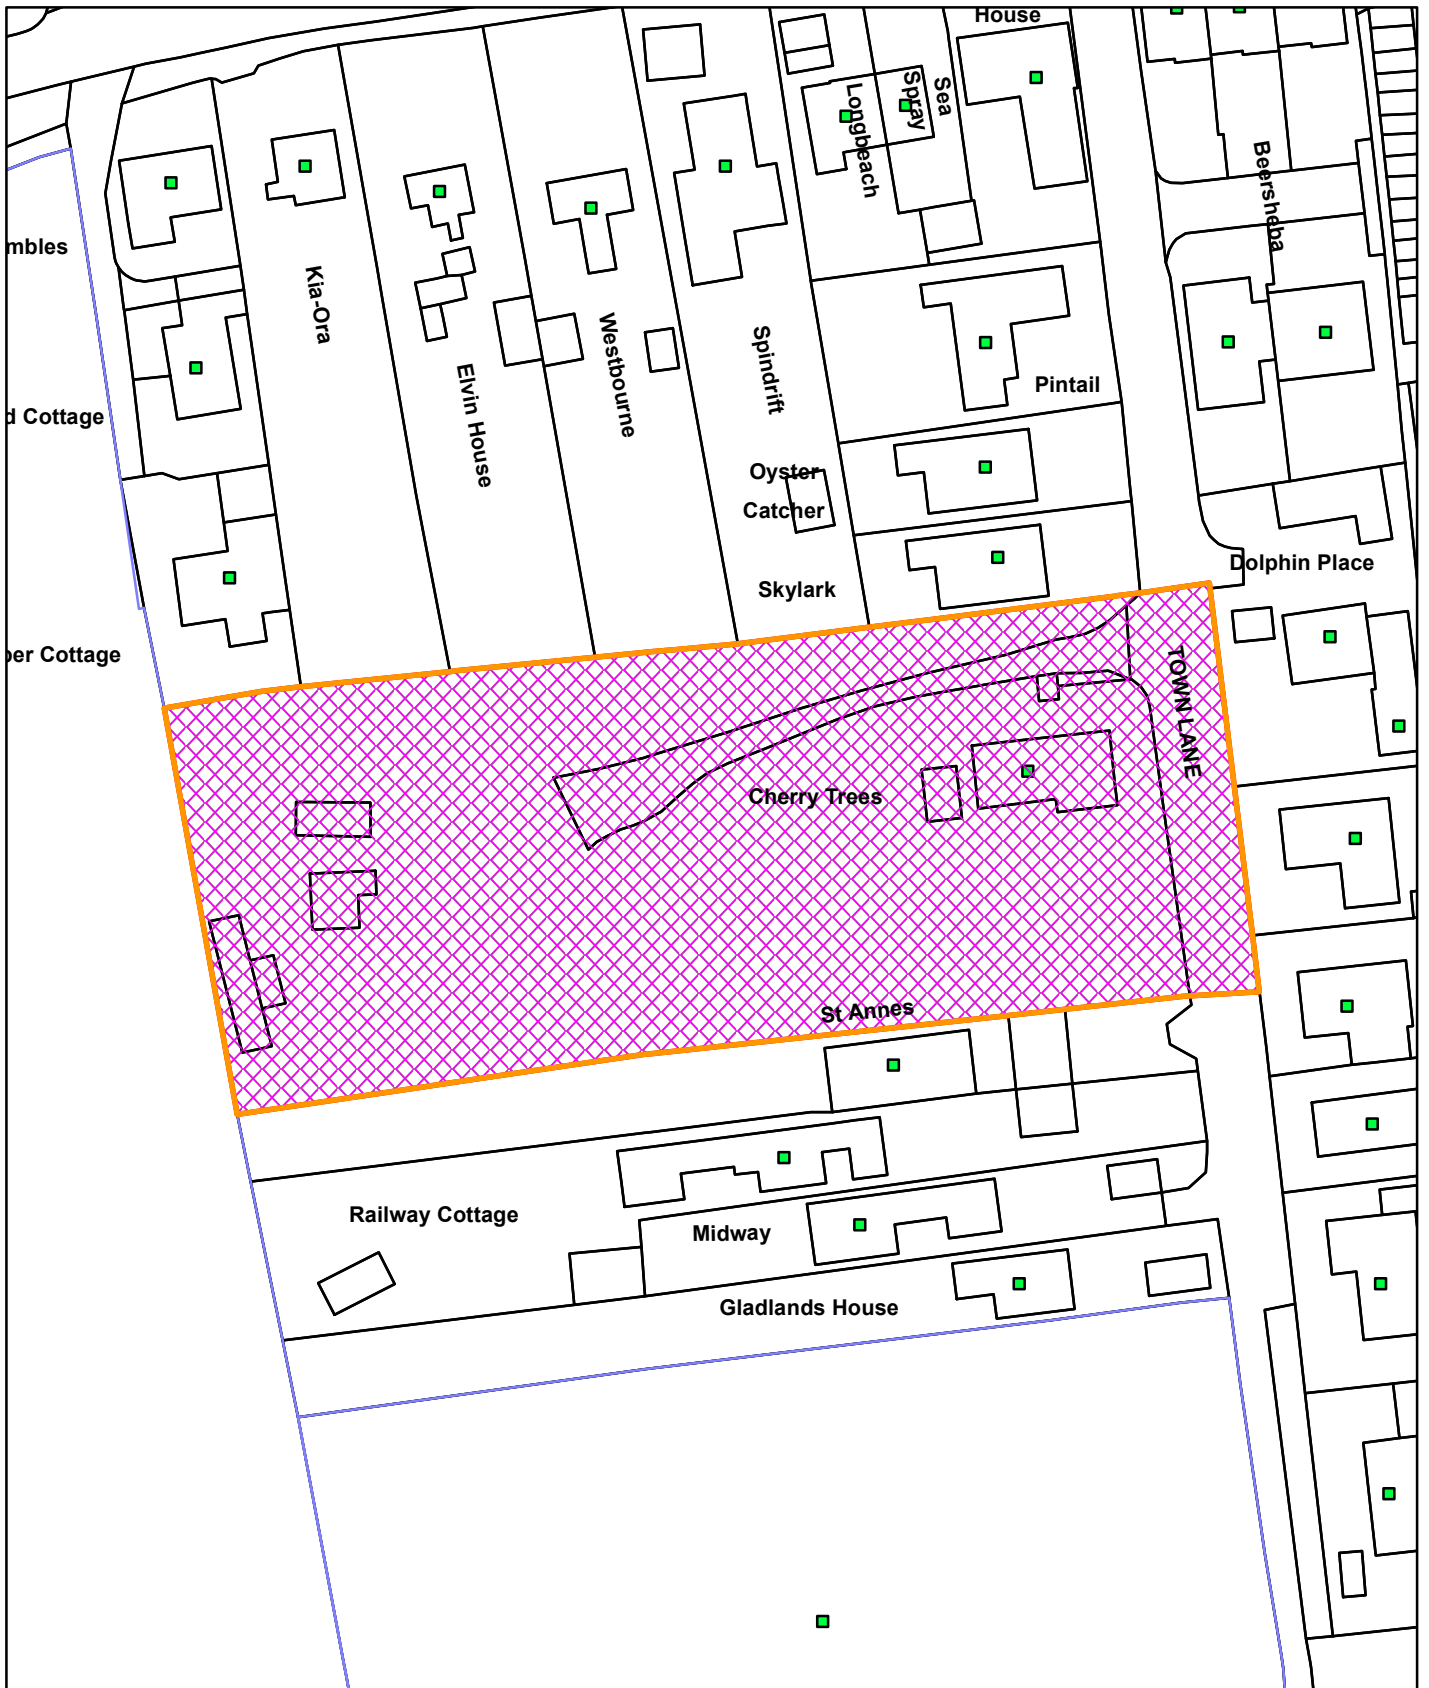 House
Sea
Spray
Longbeach
Beersheba
mbles
Kia-Ora
Elvin House
Westbourne
Spindrift
Pintail
d Cottage
Oyster
Catcher
Skylark
Dolphin Place
per Cottage
TOWN LANE
Cherry Trees
St Annes
Railway Cottage
Midway
Gladlands House